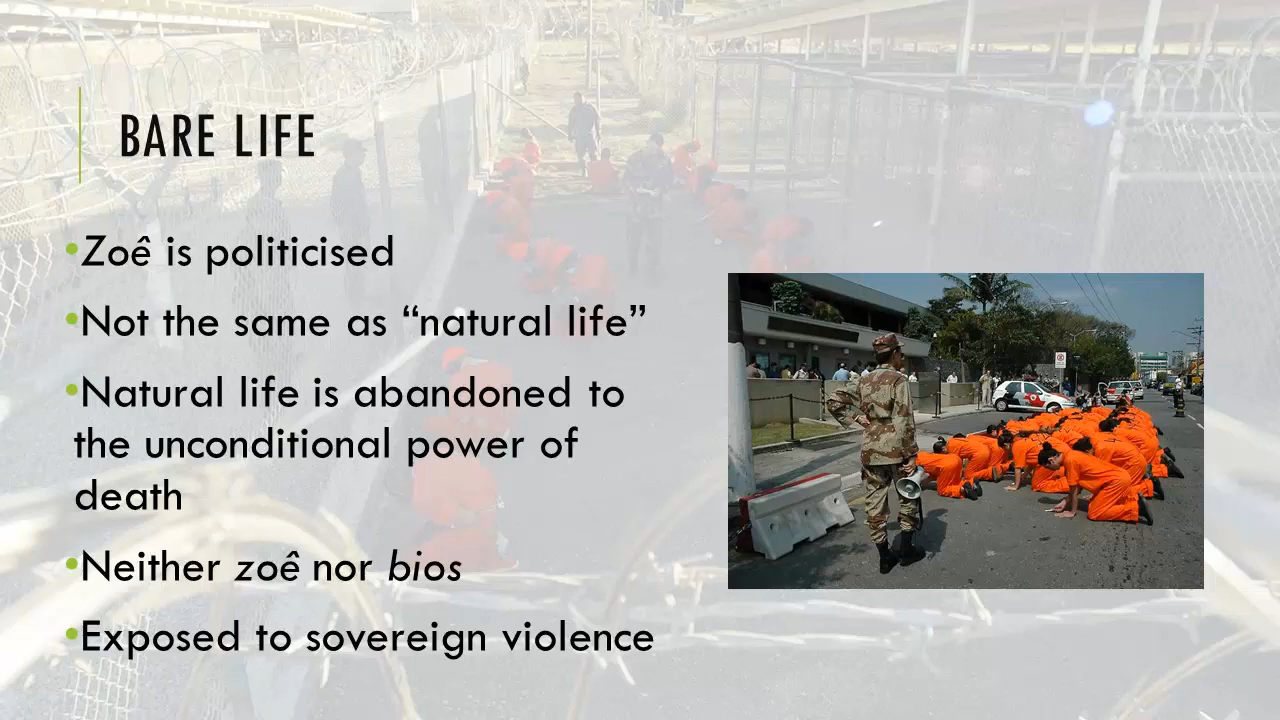 BARE LIFE
•Zoê is politicised
•Not the same as “natural life”
•Natural life is abandoned to
the unconditional power of
death
•Neither zoê nor bios
•Exposed to sovereign violence